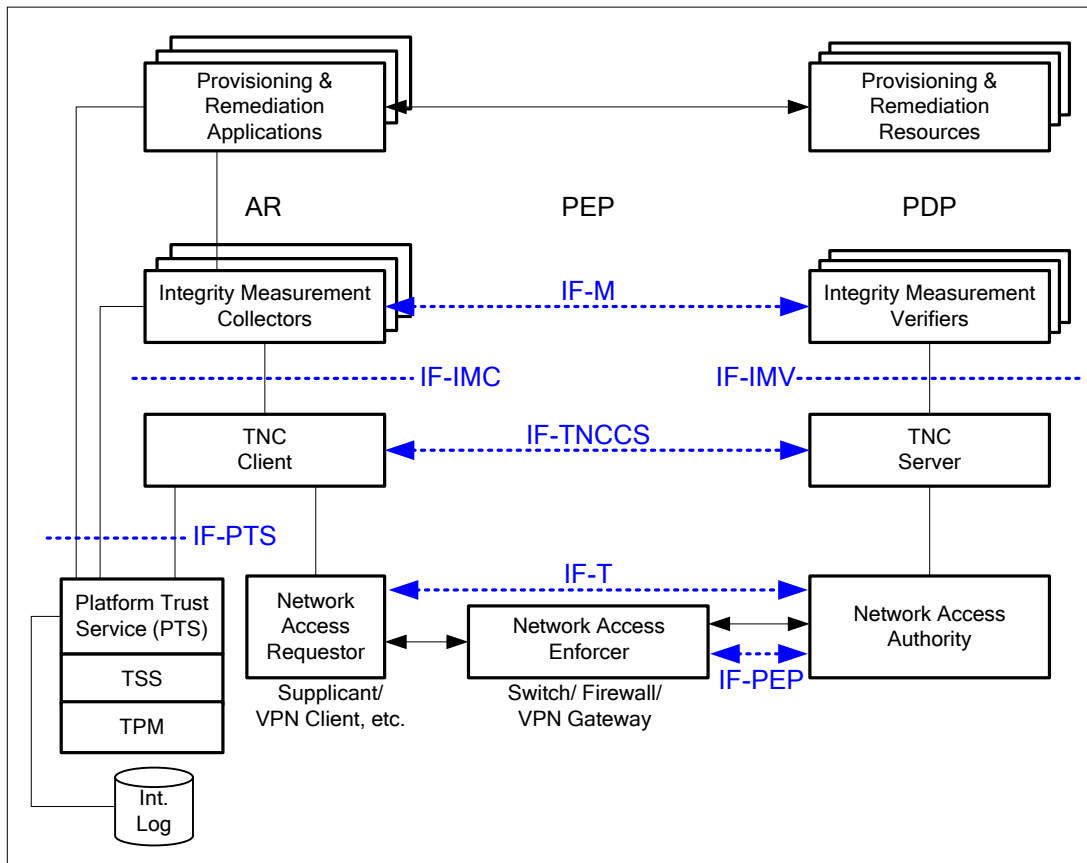 Provisioning &
Remediation
Applications
Provisioning &
Remediation
Resources
AR
PEP
PDP
Integrity Measurement
Collectors
IF-M
Integrity Measurement
Verifiers
IF-IMC
IF-IMV
TNC
Client
IF-TNCCS
TNC
Server
IF-PTS
Platform Trust
Service (PTS)
TSS
TPM
Int.
Log
Network
Access
Requestor
Supplicant/
VPN Client, etc.
IF-T
Network Access
Enforcer
Switch/ Firewall/
VPN Gateway
IF-PEP
Network Access
Authority